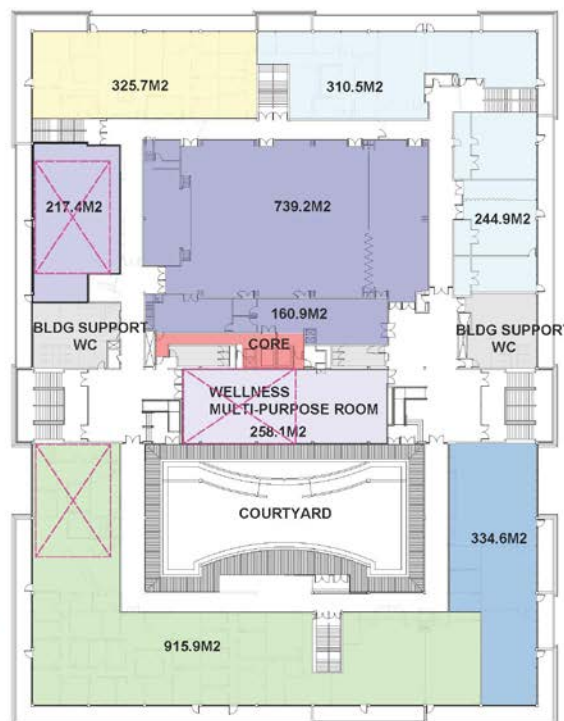 325.7M2
310.5M2
217.4M2
739.2M2
244.9M2
160.9M2
BLDG SUPPORT
WC
CORE
BLDG SUPPORT
WC
WELLNESS
MULTI-PURPOSE ROOM
258.1M2
COURTYARD
334.6M2
915.9M2